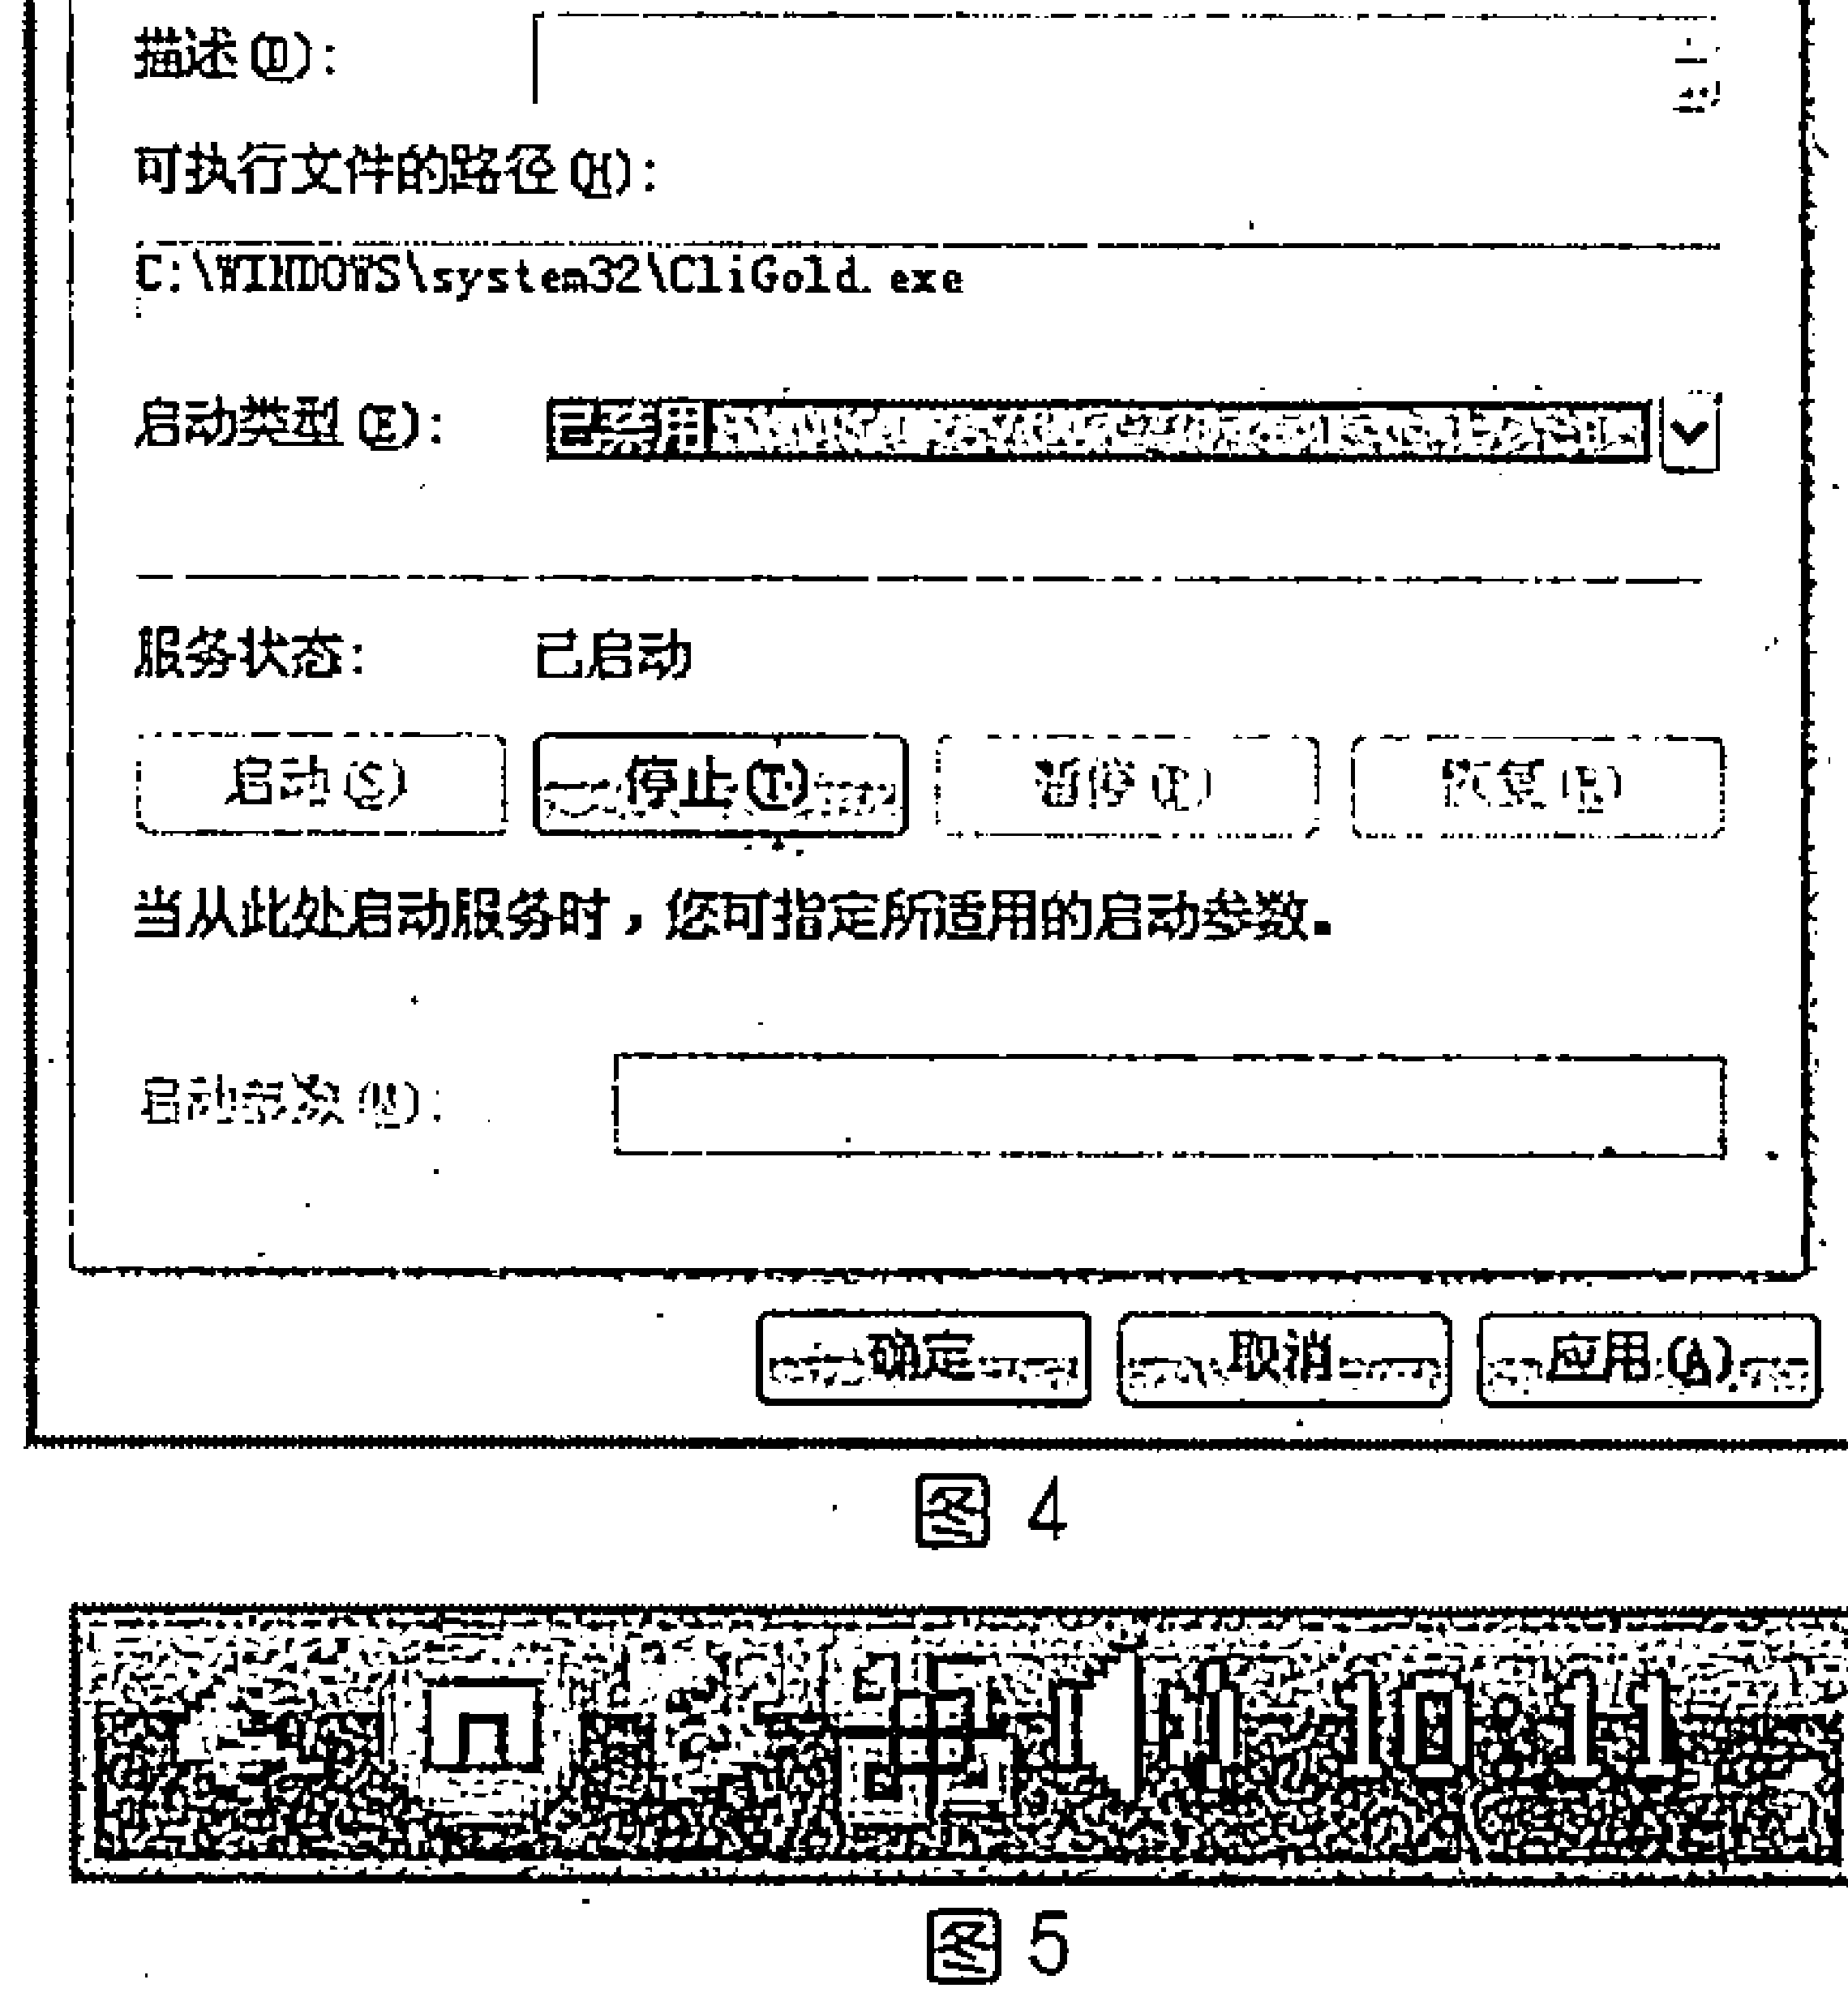 描述(D):
可执行文件的路径(H):
C:\WINDOWS\system32\CliGold.exe
启动类型(E): 已禁用
服务状态: 已启动
启动(S) 停止(T) 暂停(P) 恢复(R)
当从此处启动服务时，您可指定所适用的启动参数。
启动参数(M):
确定 取消 应用(A)
图 4
10:11
图 5